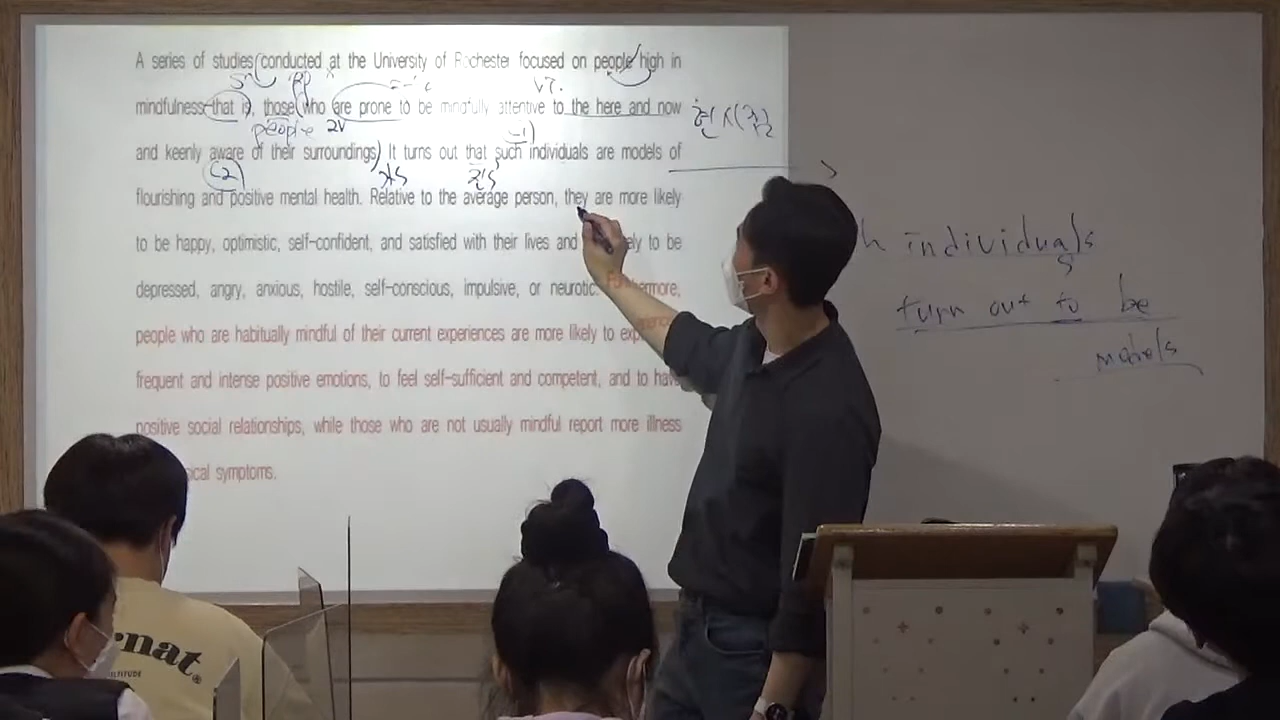 A series of studies conducted at the University of Rochester focused on people high in
mindfulness that is, those who are prone to be mindfully attentive to the here and now
people 2V
and keenly aware of their surroundings. It turns out that such individuals are models of
flourishing and positive mental health. Relative to the average person, they are more likely
to be happy, optimistic, self-confident, and satisfied with their lives and to be
depressed, angry, anxious, hostile, self-conscious, impulsive, or neurotic. Furthermore,
people who are habitually mindful of their current experiences are more likely to
frequent and intense positive emotions, to feel self-sufficient and competent, and to have
positive social relationships, while those who are not usually mindful report more illness
symptoms.
individuals
turn out to be
models
rnat